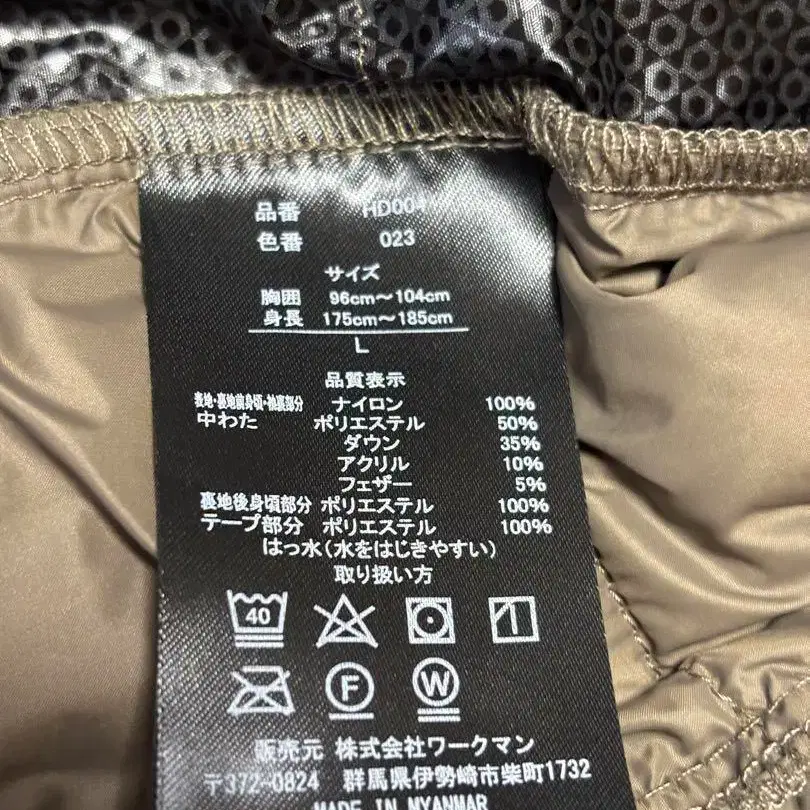 品番 HD004
色番 023
サイズ
胸囲 96cm～104cm
身長 175cm～185cm
L
品質表示
表地・裏地前身頃・袖裏部分 ナイロン 100%
中わた ポリエステル 50%
ダウン 35%
アクリル 10%
フェザー 5%
裏地後身頃部分 ポリエステル 100%
テープ部分 ポリエステル 100%
はっ水(水をはじきやすい)
取り扱い方
40
F W
販売元 株式会社ワークマン
〒372-0824 群馬県伊勢崎市柴町1732
MADE IN MYANMAR